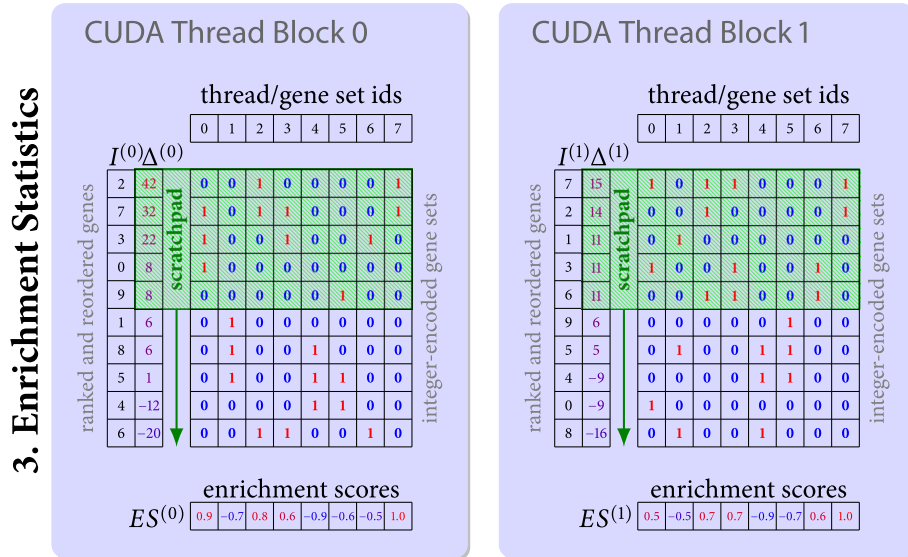 3. Enrichment Statistics
CUDA Thread Block 0
thread/gene set ids
0 1 2 3 4 5 6 7
I(0) Δ(0)
ranked and reordered genes
scratchpad
integer-encoded gene sets
2 42 0 0 1 0 0 0 0 1
7 32 1 0 1 1 0 0 0 1
3 22 1 0 0 1 0 0 1 0
0 8 1 0 0 0 0 0 0 0
9 8 0 0 0 0 0 1 0 0
1 6 0 1 0 0 0 0 0 0
8 6 0 1 0 0 1 0 0 0
5 1 0 1 0 0 1 1 0 0
4 −12 0 0 0 0 1 1 0 0
6 −20 0 0 1 1 0 0 1 0
enrichment scores
ES(0) 0.9 −0.7 0.8 0.6 −0.9 −0.6 −0.5 1.0
CUDA Thread Block 1
thread/gene set ids
0 1 2 3 4 5 6 7
I(1) Δ(1)
ranked and reordered genes
scratchpad
integer-encoded gene sets
7 15 1 0 1 1 0 0 0 1
2 14 0 0 1 0 0 0 0 1
1 11 0 1 0 0 0 0 0 0
3 11 1 0 0 1 0 0 1 0
6 11 0 0 1 1 0 0 1 0
9 6 0 0 0 0 0 1 0 0
5 5 0 1 0 0 1 1 0 0
4 −9 0 0 0 0 1 1 0 0
0 −9 1 0 0 0 0 0 0 0
8 −16 0 1 0 0 1 0 0 0
enrichment scores
ES(1) 0.5 −0.5 0.7 0.7 −0.9 −0.7 0.6 1.0